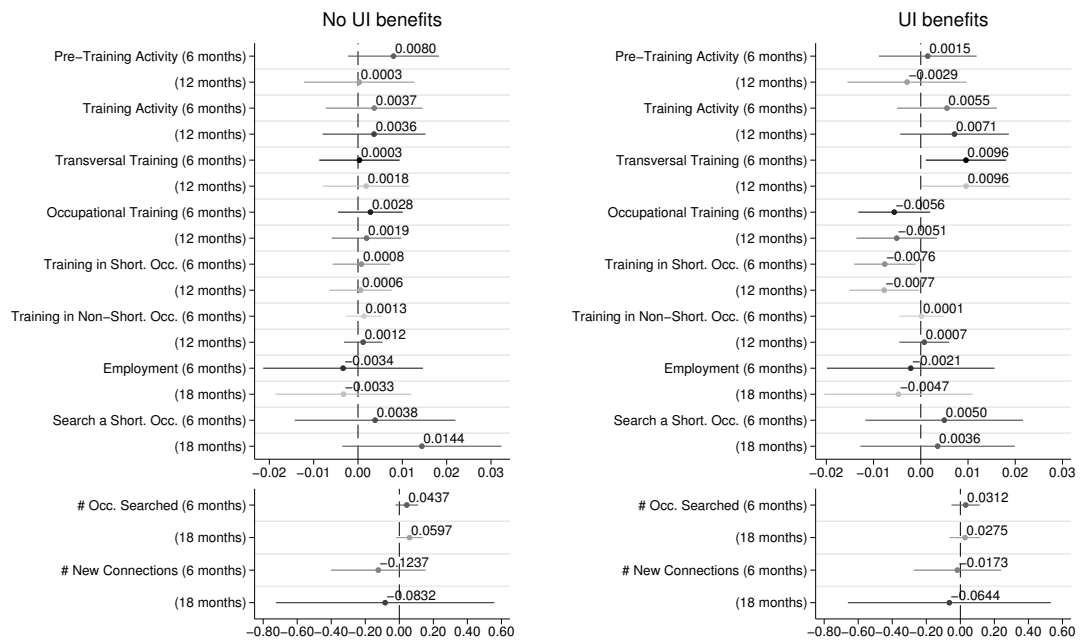 No UI benefits
Pre−Training Activity (6 months)
0.0080
(12 months)
0.0003
Training Activity (6 months)
0.0037
(12 months)
0.0036
Transversal Training (6 months)
0.0003
(12 months)
0.0018
Occupational Training (6 months)
0.0028
(12 months)
0.0019
Training in Short. Occ. (6 months)
0.0008
(12 months)
0.0006
Training in Non−Short. Occ. (6 months)
0.0013
(12 months)
0.0012
Employment (6 months)
−0.0034
(18 months)
−0.0033
Search a Short. Occ. (6 months)
0.0038
(18 months)
0.0144
−0.02 −0.01 0.00 0.01 0.02 0.03
# Occ. Searched (6 months)
0.0437
(18 months)
0.0597
# New Connections (6 months)
−0.1237
(18 months)
−0.0832
−0.80 −0.60 −0.40 −0.20 0.00 0.20 0.40 0.60
UI benefits
Pre−Training Activity (6 months)
0.0015
(12 months)
−0.0029
Training Activity (6 months)
0.0055
(12 months)
0.0071
Transversal Training (6 months)
0.0096
(12 months)
0.0096
Occupational Training (6 months)
−0.0056
(12 months)
−0.0051
Training in Short. Occ. (6 months)
−0.0076
(12 months)
−0.0077
Training in Non−Short. Occ. (6 months)
0.0001
(12 months)
0.0007
Employment (6 months)
−0.0021
(18 months)
−0.0047
Search a Short. Occ. (6 months)
0.0050
(18 months)
0.0036
−0.02 −0.01 0.00 0.01 0.02 0.03
# Occ. Searched (6 months)
0.0312
(18 months)
0.0275
# New Connections (6 months)
−0.0173
(18 months)
−0.0644
−0.80 −0.60 −0.40 −0.20 0.00 0.20 0.40 0.60